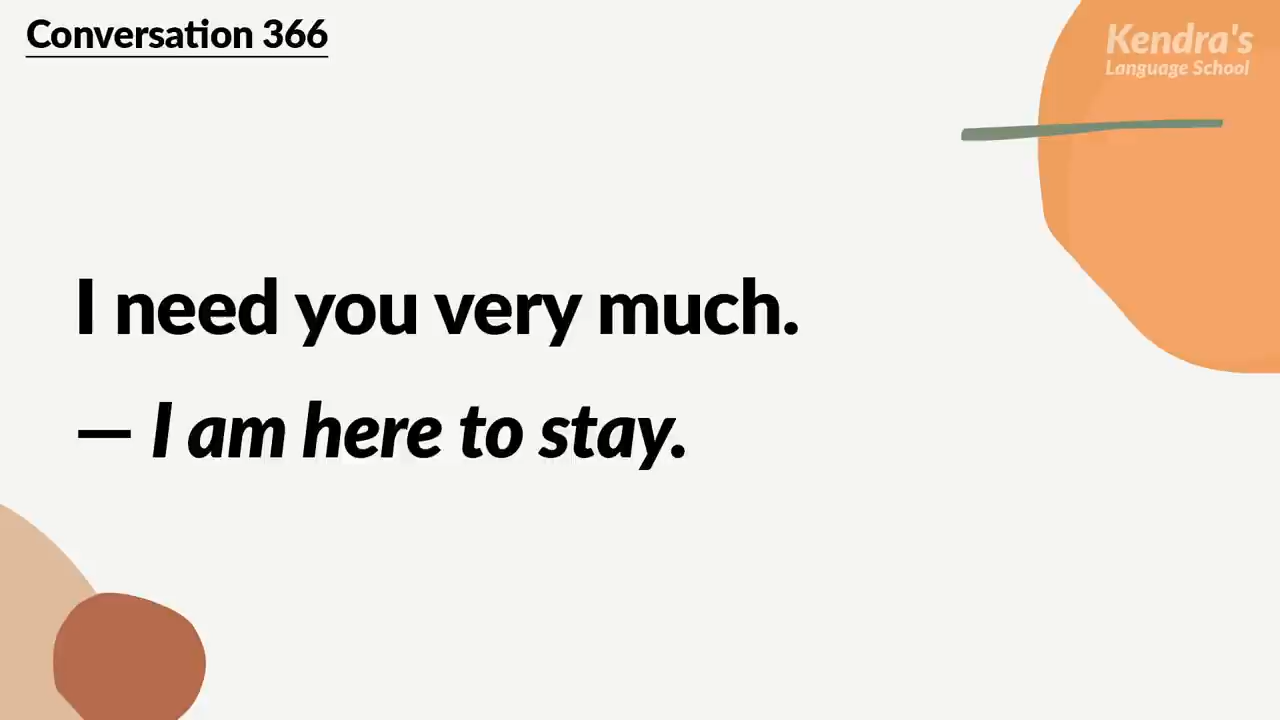 Conversation 366
Kendra's
Language School
I need you very much.
— I am here to stay.